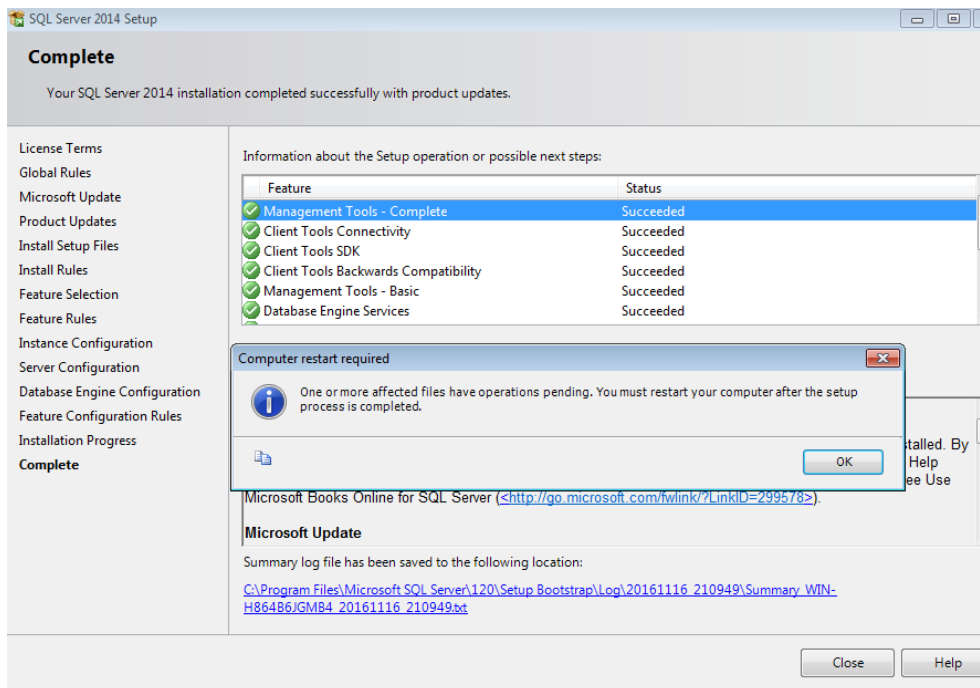 SQL Server 2014 Setup
Complete
Your SQL Server 2014 installation completed successfully with product updates.
License Terms
Global Rules
Microsoft Update
Product Updates
Install Setup Files
Install Rules
Feature Selection
Feature Rules
Instance Configuration
Server Configuration
Database Engine Configuration
Feature Configuration Rules
Installation Progress
Complete
Information about the Setup operation or possible next steps:
Feature Status
Management Tools - Complete Succeeded
Client Tools Connectivity Succeeded
Client Tools SDK Succeeded
Client Tools Backwards Compatibility Succeeded
Management Tools - Basic Succeeded
Database Engine Services Succeeded
Computer restart required
One or more affected files have operations pending. You must restart your computer after the setup
process is completed.
OK
talled. By
Help
ee Use
Microsoft Books Online for SQL Server (<http://go.microsoft.com/fwlink/?LinkID=299578>).
Microsoft Update
Summary log file has been saved to the following location:
C:\Program Files\Microsoft SQL Server\120\Setup Bootstrap\Log\20161116_210949\Summary_WIN-
H864B6JGMB4_20161116_210949.txt
Close Help